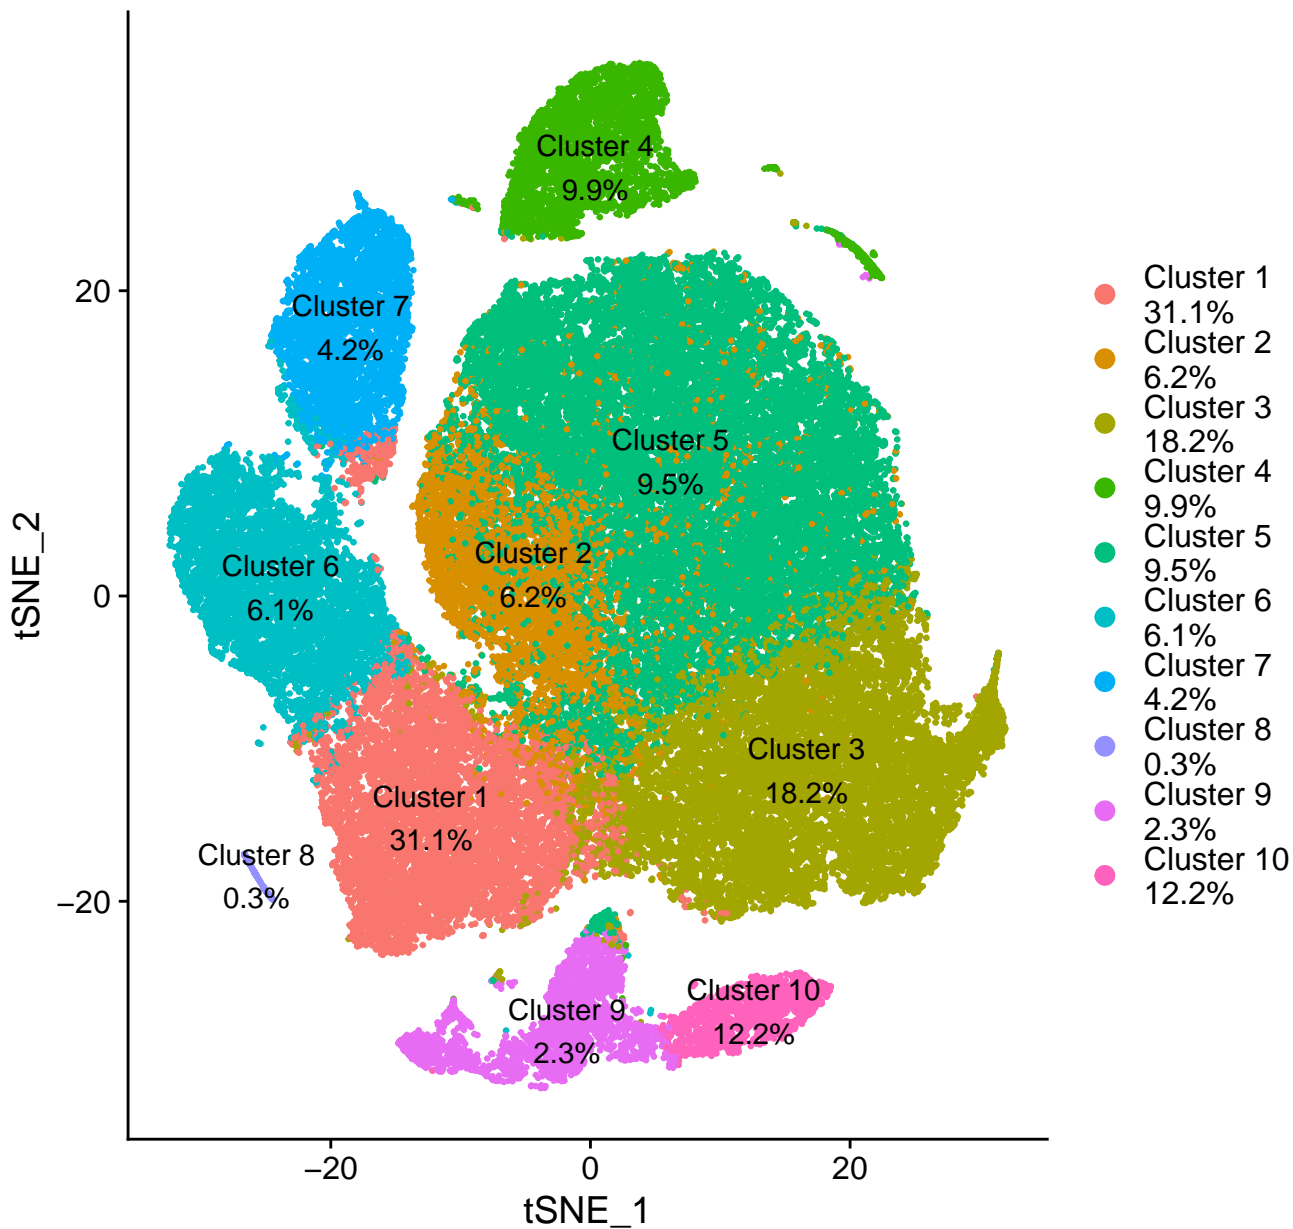 tSNE_2
20
0
−20
−20
0
20
tSNE_1
Cluster 4
9.9%
Cluster 7
4.2%
Cluster 5
9.5%
Cluster 2
6.2%
Cluster 6
6.1%
Cluster 3
18.2%
Cluster 1
31.1%
Cluster 8
0.3%
Cluster 10
12.2%
Cluster 9
2.3%
Cluster 1
31.1%
Cluster 2
6.2%
Cluster 3
18.2%
Cluster 4
9.9%
Cluster 5
9.5%
Cluster 6
6.1%
Cluster 7
4.2%
Cluster 8
0.3%
Cluster 9
2.3%
Cluster 10
12.2%